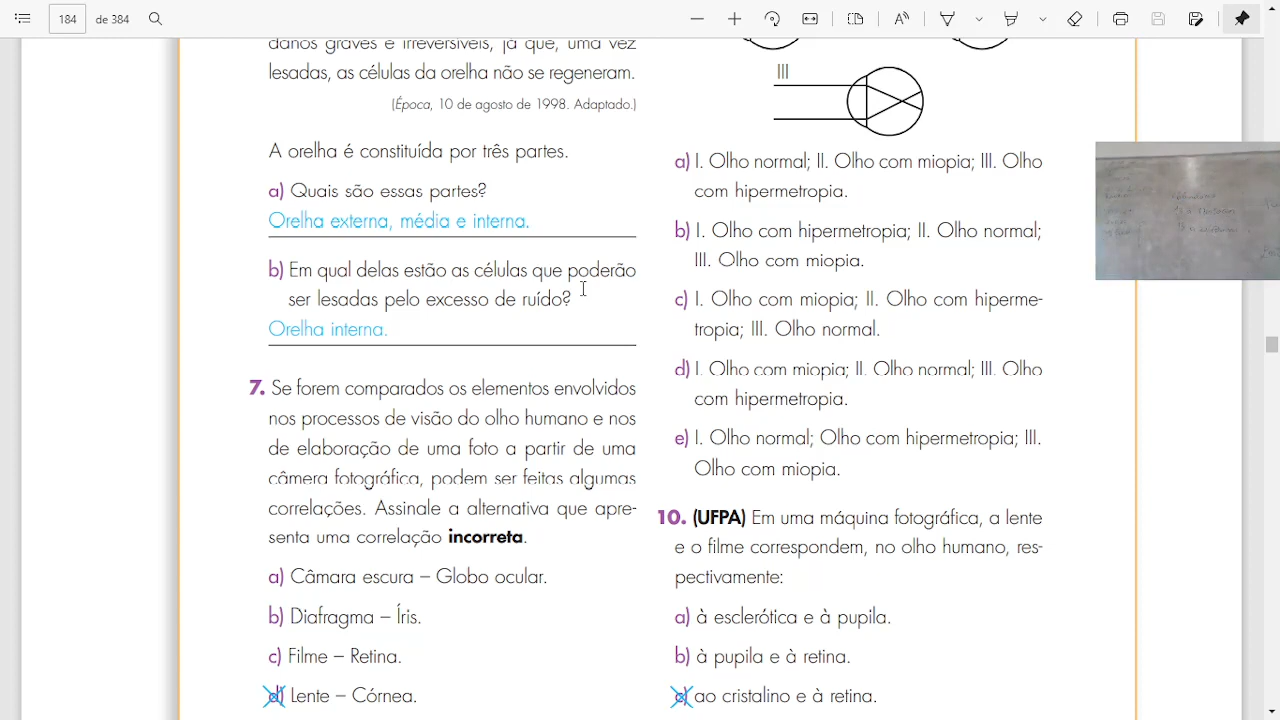 184 de 384
danos graves e irreversíveis, já que, uma vez
lesadas, as células da orelha não se regeneram.
(Época, 10 de agosto de 1998. Adaptado.)
A orelha é constituída por três partes.
a) Quais são essas partes?
Orelha externa, média e interna.
b) Em qual delas estão as células que poderão
ser lesadas pelo excesso de ruído?
Orelha interna.
7. Se forem comparados os elementos envolvidos
nos processos de visão do olho humano e nos
de elaboração de uma foto a partir de uma
câmera fotográfica, podem ser feitas algumas
correlações. Assinale a alternativa que apre-
senta uma correlação incorreta.
a) Câmara escura – Globo ocular.
b) Diafragma – Íris.
c) Filme – Retina.
d) Lente – Córnea.
III
a) I. Olho normal; II. Olho com miopia; III. Olho
com hipermetropia.
b) I. Olho com hipermetropia; II. Olho normal;
III. Olho com miopia.
c) I. Olho com miopia; II. Olho com hiperme-
tropia; III. Olho normal.
d) I. Olho com miopia; II. Olho normal; III. Olho
com hipermetropia.
e) I. Olho normal; Olho com hipermetropia; III.
Olho com miopia.
10. (UFPA) Em uma máquina fotográfica, a lente
e o filme correspondem, no olho humano, res-
pectivamente:
a) à esclerótica e à pupila.
b) à pupila e à retina.
c) ao cristalino e à retina.